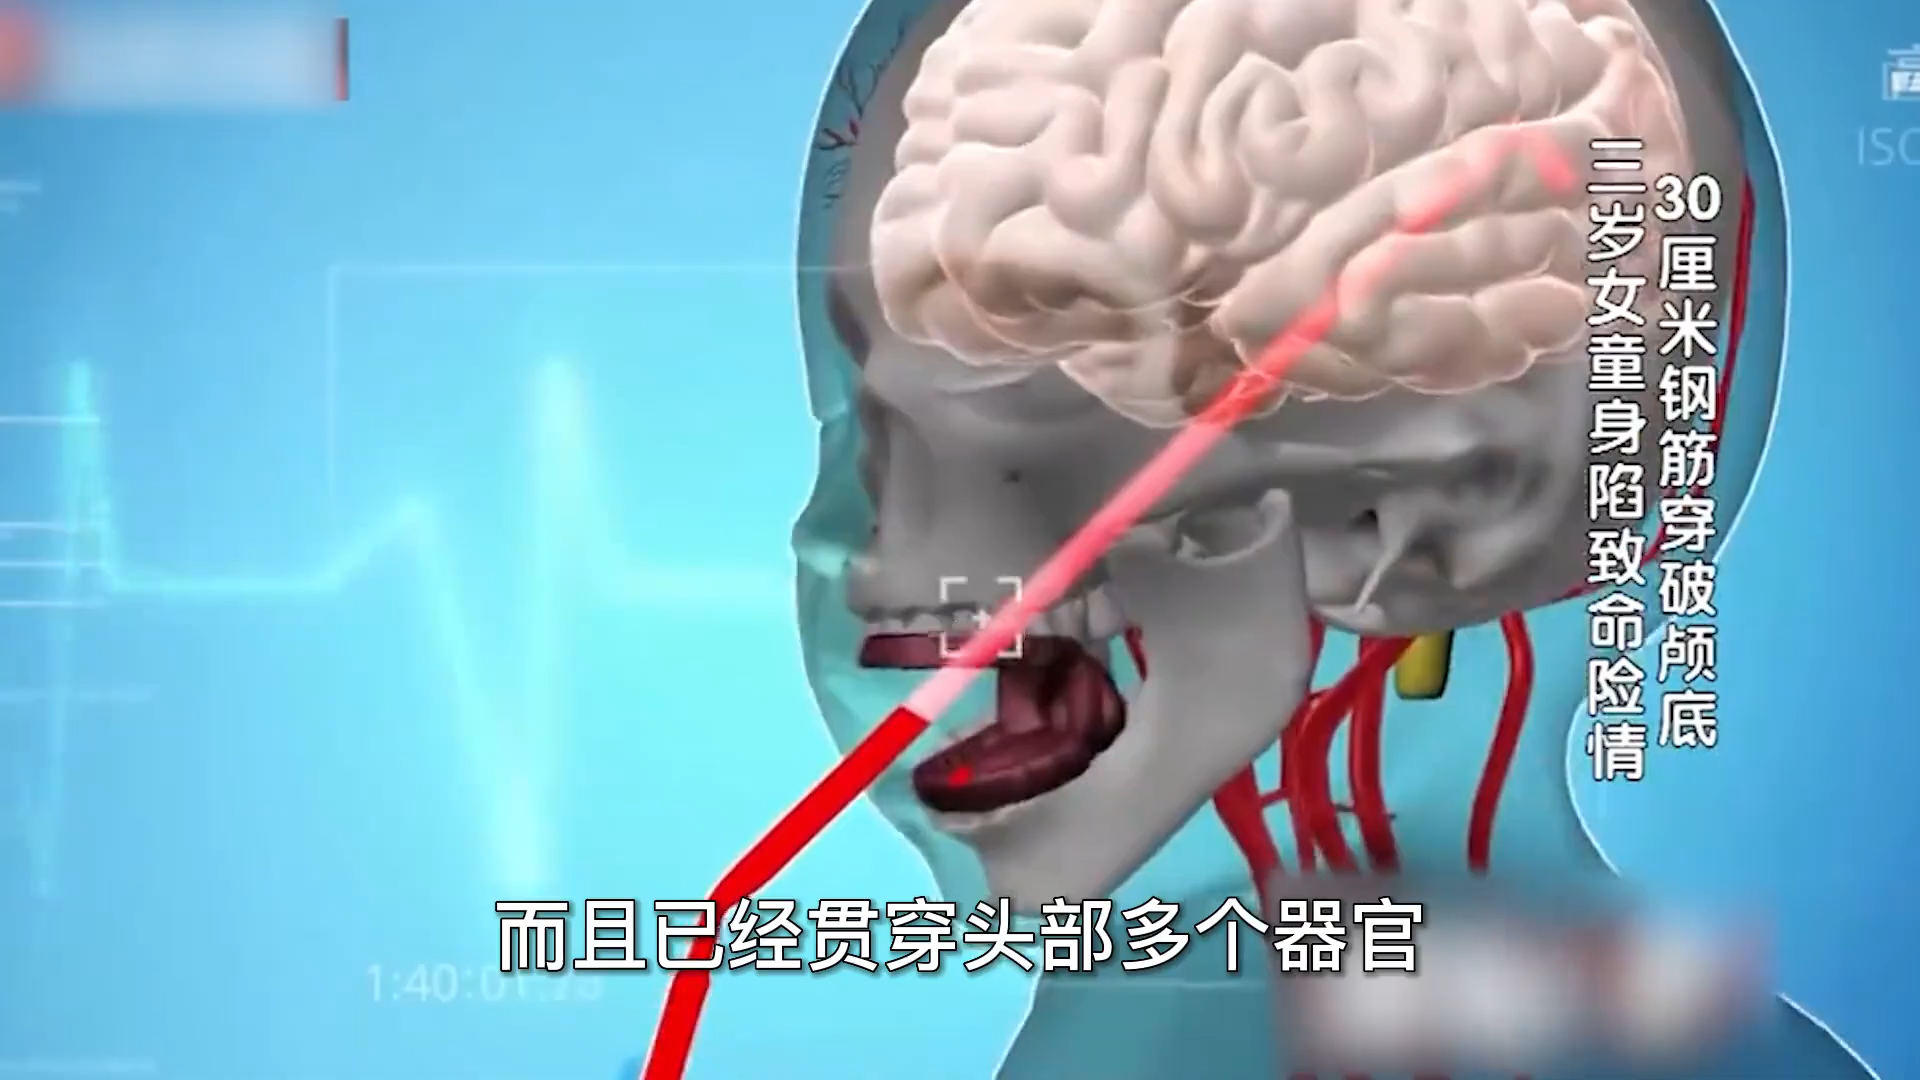 30厘米钢筋穿破颅底
三岁女童身陷致命险情
而且已经贯穿头部多个器官